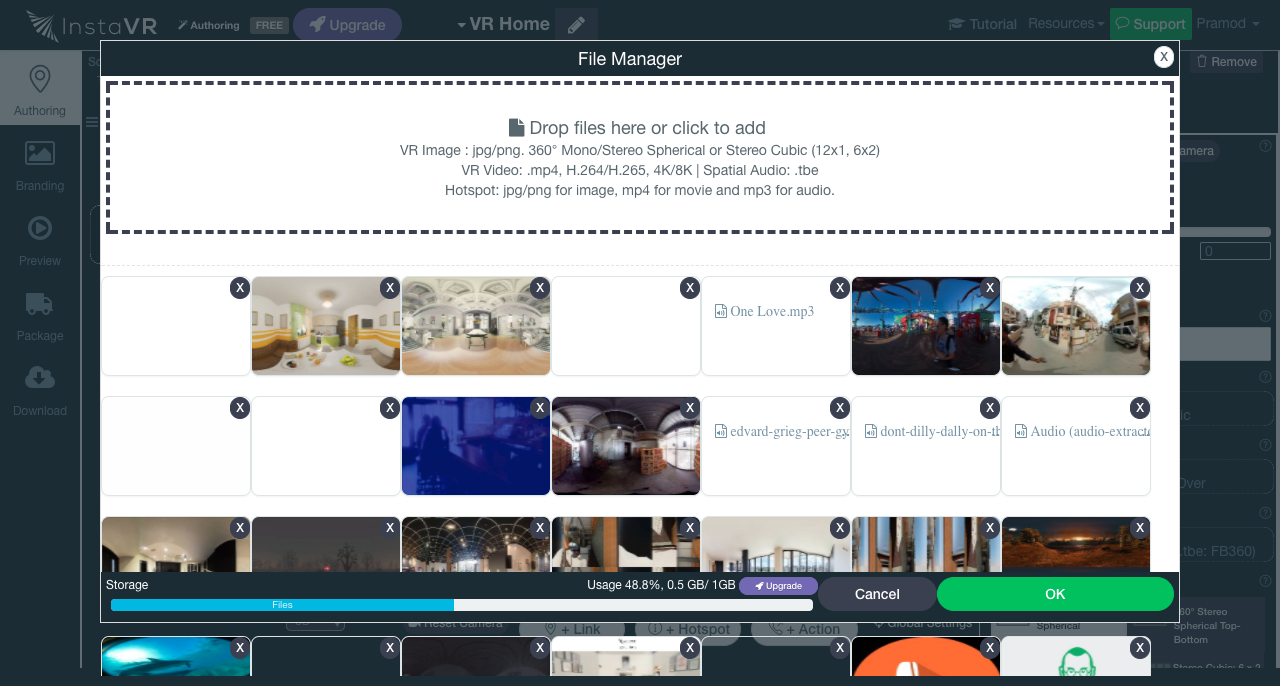 InstaVR
Authoring
FREE
Upgrade
VR Home
Tutorial
Resources
Support
Pramod
File Manager
X
Remove
Authoring
Branding
Preview
Package
Download
Drop files here or click to add
VR Image : jpg/png. 360° Mono/Stereo Spherical or Stereo Cubic (12x1, 6x2)
VR Video: .mp4, H.264/H.265, 4K/8K | Spatial Audio: .tbe
Hotspot: jpg/png for image, mp4 for movie and mp3 for audio.
amera
0
X X X X X X X
One Love.mp3
X X X X X X X
edvard-grieg-peer-gy
dont-dilly-dally-on-th
Audio (audio-extract
ic
Over
.tbe: FB360)
X X X X X X X
Storage
Usage 48.8%, 0.5 GB/ 1GB
Upgrade
Files
Cancel
OK
Reset Camera
+ Link
+ Hotspot
+ Action
Global Settings
Spherical
60° Stereo
Spherical Top-
Bottom
Stereo Cubic: 6 x 2
X X X X X X X